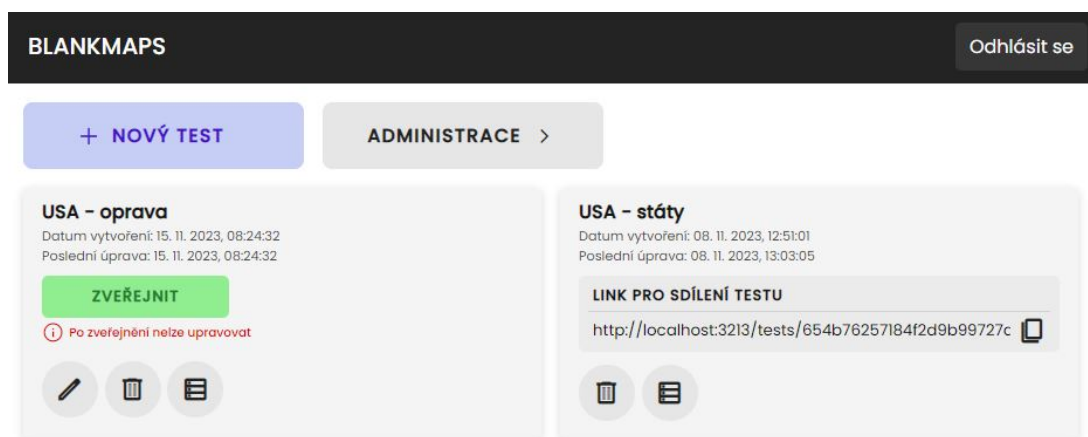 BLANKMAPS
Odhlásit se
+ NOVÝ TEST
ADMINISTRACE >
USA - oprava
Datum vytvoření: 15. 11. 2023, 08:24:32
Poslední úprava: 15. 11. 2023, 08:24:32
ZVEŘEJNIT
Po zveřejnění nelze upravovat
USA - státy
Datum vytvoření: 08. 11. 2023, 12:51:01
Poslední úprava: 08. 11. 2023, 13:03:05
LINK PRO SDÍLENÍ TESTU
http://localhost:3213/tests/654b76257184f2d9b99727c